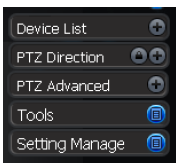 Device List
PTZ Direction
PTZ Advanced
Tools
Setting Manage